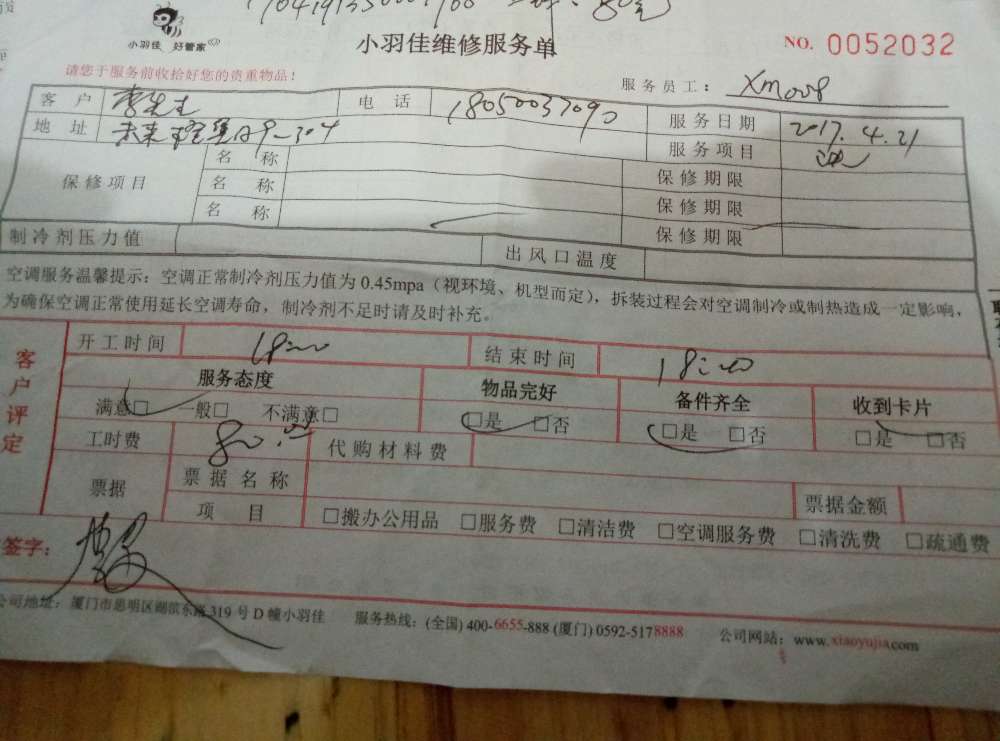 小羽佳 好管家
小羽佳维修服务单
NO. 0052032
请您于服务前收拾好您的贵重物品！
服务员工： Xm008
客户 李先生 电话 18050037090 服务日期 2017.4.21
地址 服务项目
保修项目 名称 保修期限
名称 保修期限
名称 保修期限
制冷剂压力值 出风口温度
空调服务温馨提示：空调正常制冷剂压力值为 0.45mpa（视环境、机型而定），拆装过程会对空调制冷或制热造成一定影响，
为确保空调正常使用延长空调寿命，制冷剂不足时请及时补充。
客户评定
开工时间 结束时间
服务态度 物品完好 备件齐全 收到卡片
满意□ 一般□ 不满意□ □是 □否 □是 □否 □是 □否
工时费 80 代购材料费
票据 票据名称 票据金额
项目 □搬办公用品 □服务费 □清洁费 □空调服务费 □清洗费 □疏通费
签字：
公司地址：厦门市思明区湖滨东路 319 号 D 幢小羽佳 服务热线：(全国) 400-6655-888 (厦门) 0592-5178888 公司网站：www.xiaoyujia.com